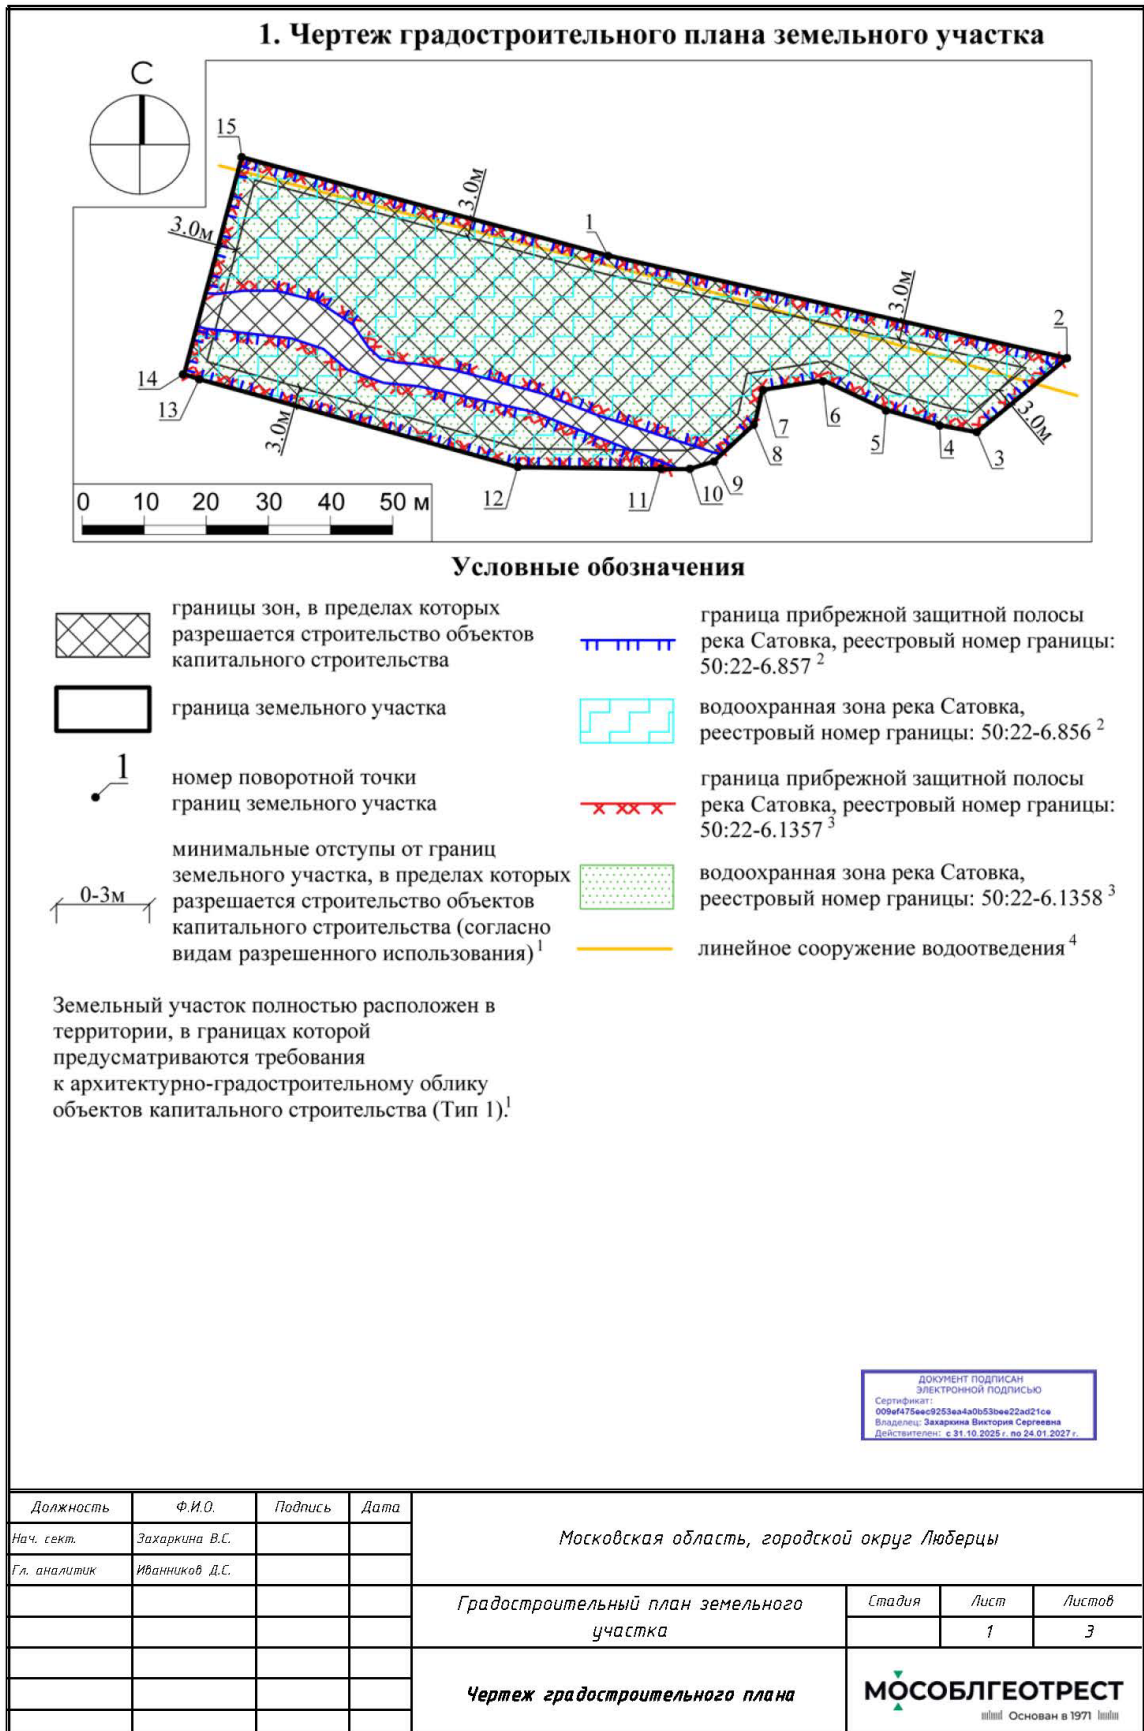 1. Чертеж градостроительного плана земельного участка
С
15
3.0м
1
3.0м
3.0м
2
14
13
3.0м
12
11
10
9
8
7
6
5
4
3
3.0м
0 10 20 30 40 50 м
Условные обозначения
границы зон, в пределах которых
разрешается строительство объектов
капитального строительства
граница земельного участка
1
номер поворотной точки
границ земельного участка
0-3м
минимальные отступы от границ
земельного участка, в пределах которых
разрешается строительство объектов
капитального строительства (согласно
видам разрешенного использования) 1
граница прибрежной защитной полосы
река Сатовка, реестровый номер границы:
50:22-6.857 2
водоохранная зона река Сатовка,
реестровый номер границы: 50:22-6.856 2
граница прибрежной защитной полосы
река Сатовка, реестровый номер границы:
50:22-6.1357 3
водоохранная зона река Сатовка,
реестровый номер границы: 50:22-6.1358 3
линейное сооружение водоотведения 4
Земельный участок полностью расположен в
территории, в границах которой
предусматриваются требования
к архитектурно-градостроительному облику
объектов капитального строительства (Тип 1).1
ДОКУМЕНТ ПОДПИСАН
ЭЛЕКТРОННОЙ ПОДПИСЬЮ
Сертификат:
009ef475eec9253ea4a0b53bee22ad21ce
Владелец: Захаркина Виктория Сергеевна
Действителен: с 31.10.2025 г. по 24.01.2027 г.
Должность Ф.И.О. Подпись Дата
Нач. сект. Захаркина В.С.
Гл. аналитик Иванников Д.С.
Московская область, городской округ Люберцы
Градостроительный план земельного
участка
Стадия Лист Листов
1 3
Чертеж градостроительного плана
МОСОБЛГЕОТРЕСТ
Основан в 1971